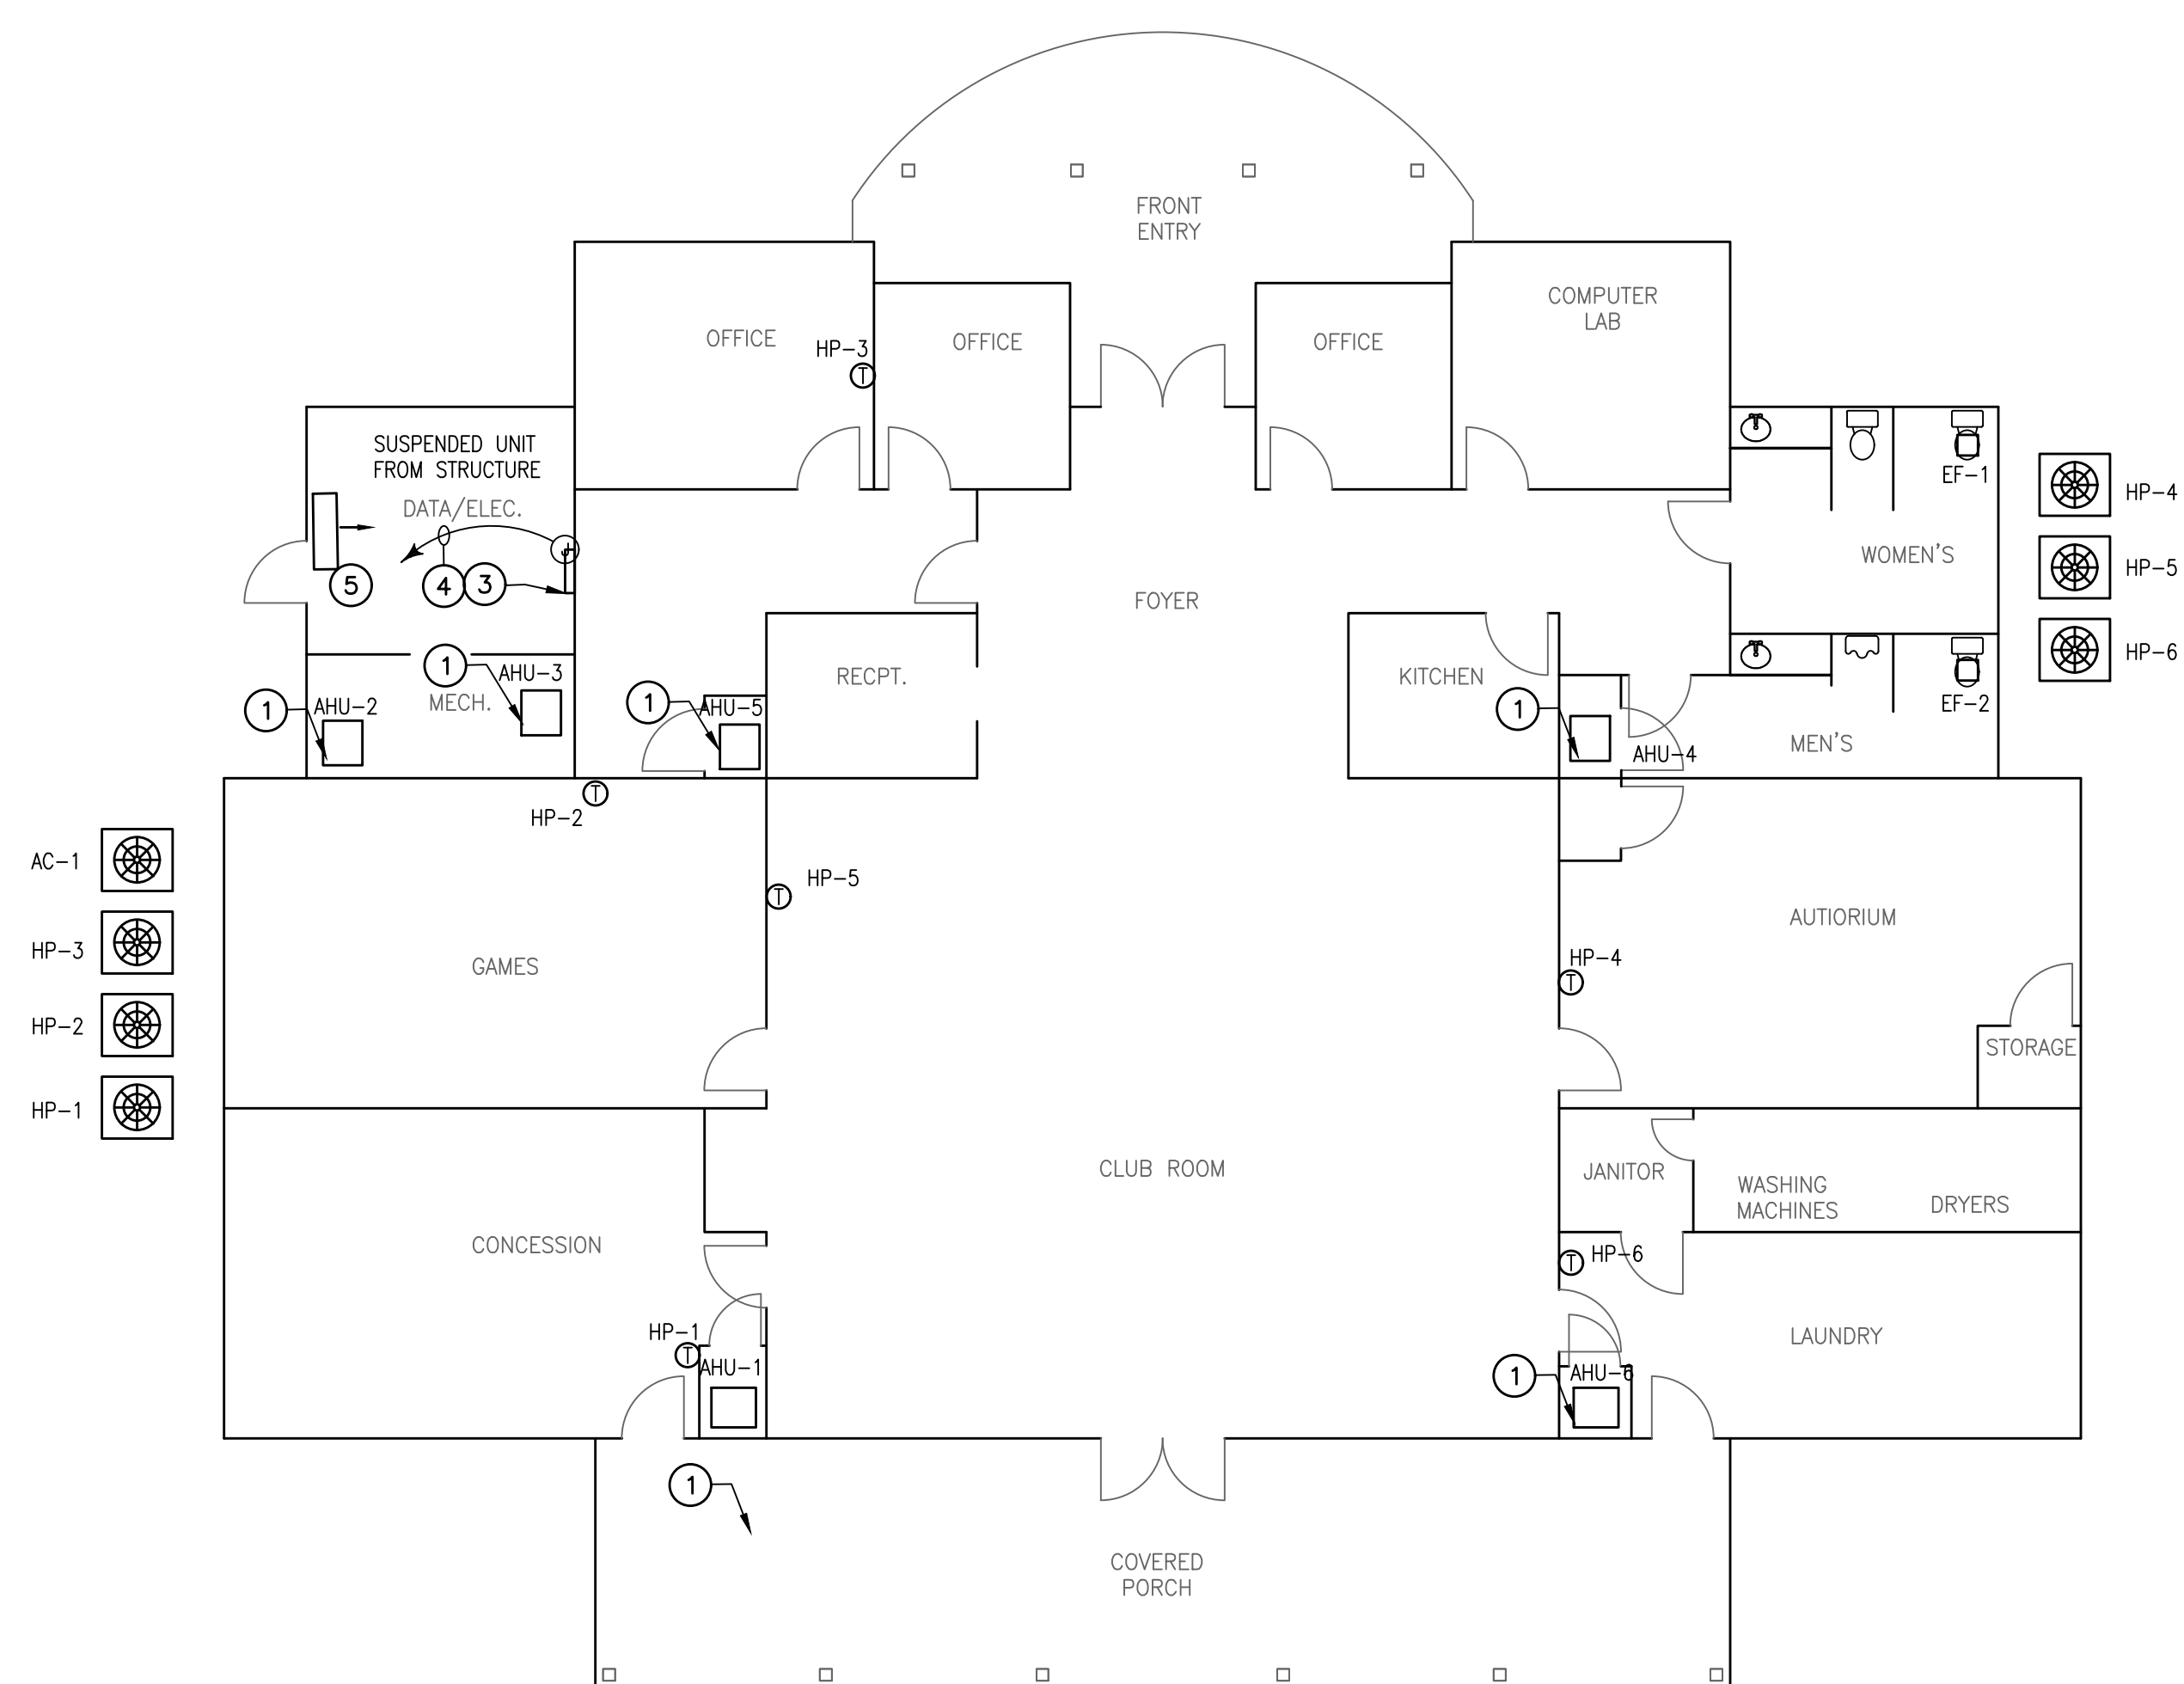 FRONT
ENTRY
COMPUTER
LAB
OFFICE
HP-3
T
OFFICE
OFFICE
SUSPENDED UNIT
FROM STRUCTURE
DATA/ELEC.
EF-1
HP-4
HP-5
HP-6
WOMEN'S
J
5
4
3
FOYER
1
AHU-3
MECH.
1
AHU-2
1
AHU-5
RECPT.
KITCHEN
1
AHU-4
EF-2
MEN'S
T
HP-2
AC-1
HP-3
HP-2
HP-1
HP-5
T
AUTIORIUM
HP-4
T
GAMES
STORAGE
CLUB ROOM
JANITOR
WASHING
MACHINES
DRYERS
CONCESSION
HP-6
T
HP-1
T
AHU-1
LAUNDRY
1
AHU-6
1
COVERED
PORCH